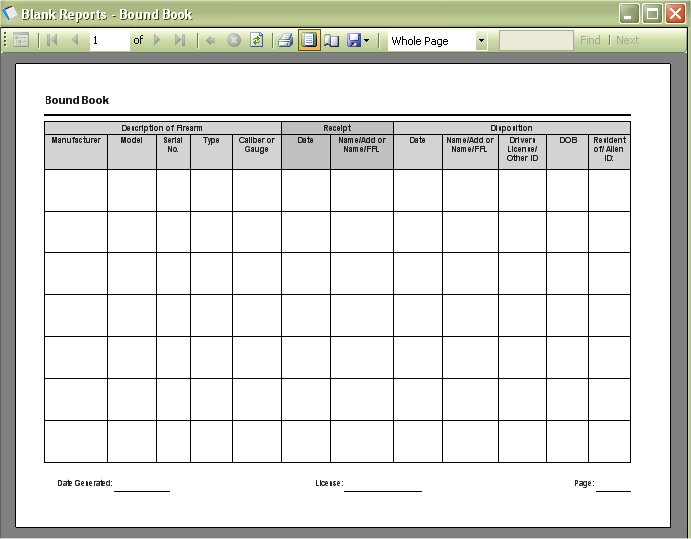 Blank Reports - Bound Book
1 of Whole Page Find Next
Bound Book
Description of Firearm Receipt Disposition
Manufacturer Model Serial No. Type Caliber or Gauge Date Name/Add or Name/FFL Date Name/Add or Name/FFL Drivers License/ Other ID DOB Resident of/ Alien ID:
Date Generated: License: Page: